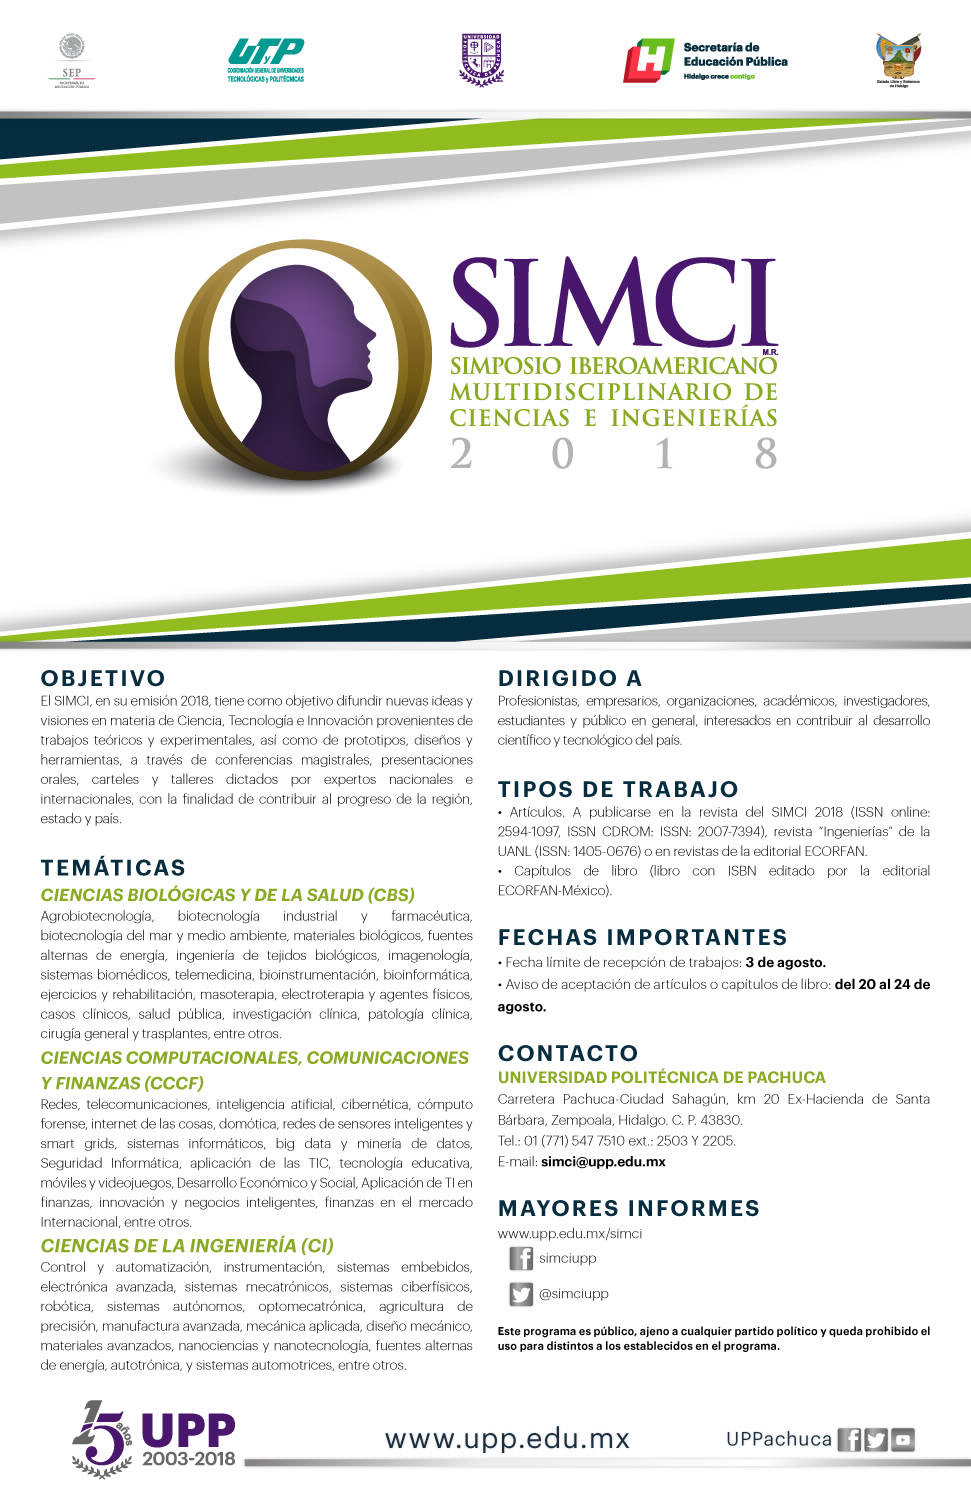 SEP
SECRETARÍA DE
EDUCACIÓN PÚBLICA
UTyP
COORDINACIÓN GENERAL DE UNIVERSIDADES
TECNOLÓGICAS y POLITÉCNICAS
UNIVERSIDAD
H
Secretaría de
Educación Pública
Hidalgo crece contigo
Estado Libre y Soberano
de Hidalgo
SIMCI
M.R.
SIMPOSIO IBEROAMERICANO
MULTIDISCIPLINARIO DE
CIENCIAS E INGENIERÍAS
2 0 1 8
OBJETIVO
El SIMCI, en su emisión 2018, tiene como objetivo difundir nuevas ideas y
visiones en materia de Ciencia, Tecnología e Innovación provenientes de
trabajos teóricos y experimentales, así como de prototipos, diseños y
herramientas, a través de conferencias magistrales, presentaciones
orales, carteles y talleres dictados por expertos nacionales e
internacionales, con la finalidad de contribuir al progreso de la región,
estado y país.
TEMÁTICAS
CIENCIAS BIOLÓGICAS Y DE LA SALUD (CBS)
Agrobiotecnología, biotecnología industrial y farmacéutica,
biotecnología del mar y medio ambiente, materiales biológicos, fuentes
alternas de energía, ingeniería de tejidos biológicos, imagenología,
sistemas biomédicos, telemedicina, bioinstrumentación, bioinformática,
ejercicios y rehabilitación, masoterapia, electroterapia y agentes físicos,
casos clínicos, salud pública, investigación clínica, patología clínica,
cirugía general y trasplantes, entre otros.
CIENCIAS COMPUTACIONALES, COMUNICACIONES
Y FINANZAS (CCCF)
Redes, telecomunicaciones, inteligencia atificial, cibernética, cómputo
forense, internet de las cosas, domótica, redes de sensores inteligentes y
smart grids, sistemas informáticos, big data y minería de datos,
Seguridad Informática, aplicación de las TIC, tecnología educativa,
móviles y videojuegos, Desarrollo Económico y Social, Aplicación de TI en
finanzas, innovación y negocios inteligentes, finanzas en el mercado
Internacional, entre otros.
CIENCIAS DE LA INGENIERÍA (CI)
Control y automatización, instrumentación, sistemas embebidos,
electrónica avanzada, sistemas mecatrónicos, sistemas ciberfísicos,
robótica, sistemas autónomos, optomecatrónica, agricultura de
precisión, manufactura avanzada, mecánica aplicada, diseño mecánico,
materiales avanzados, nanociencias y nanotecnología, fuentes alternas
de energía, autotrónica, y sistemas automotrices, entre otros.
DIRIGIDO A
Profesionistas, empresarios, organizaciones, académicos, investigadores,
estudiantes y público en general, interesados en contribuir al desarrollo
científico y tecnológico del país.
TIPOS DE TRABAJO
• Artículos. A publicarse en la revista del SIMCI 2018 (ISSN online:
2594-1097, ISSN CDROM: ISSN: 2007-7394), revista “Ingenierías” de la
UANL (ISSN: 1405-0676) o en revistas de la editorial ECORFAN.
• Capítulos de libro (libro con ISBN editado por la editorial
ECORFAN-México).
FECHAS IMPORTANTES
• Fecha límite de recepción de trabajos: 3 de agosto.
• Aviso de aceptación de artículos o capítulos de libro: del 20 al 24 de
agosto.
CONTACTO
UNIVERSIDAD POLITÉCNICA DE PACHUCA
Carretera Pachuca-Ciudad Sahagún, km 20 Ex-Hacienda de Santa
Bárbara, Zempoala, Hidalgo. C. P. 43830.
Tel.: 01 (771) 547 7510 ext.: 2503 Y 2205.
E-mail: simci@upp.edu.mx
MAYORES INFORMES
www.upp.edu.mx/simci
simciupp
@simciupp
Este programa es público, ajeno a cualquier partido político y queda prohibido el
uso para distintos a los establecidos en el programa.
15 años
UPP
2003-2018
www.upp.edu.mx
UPPachuca